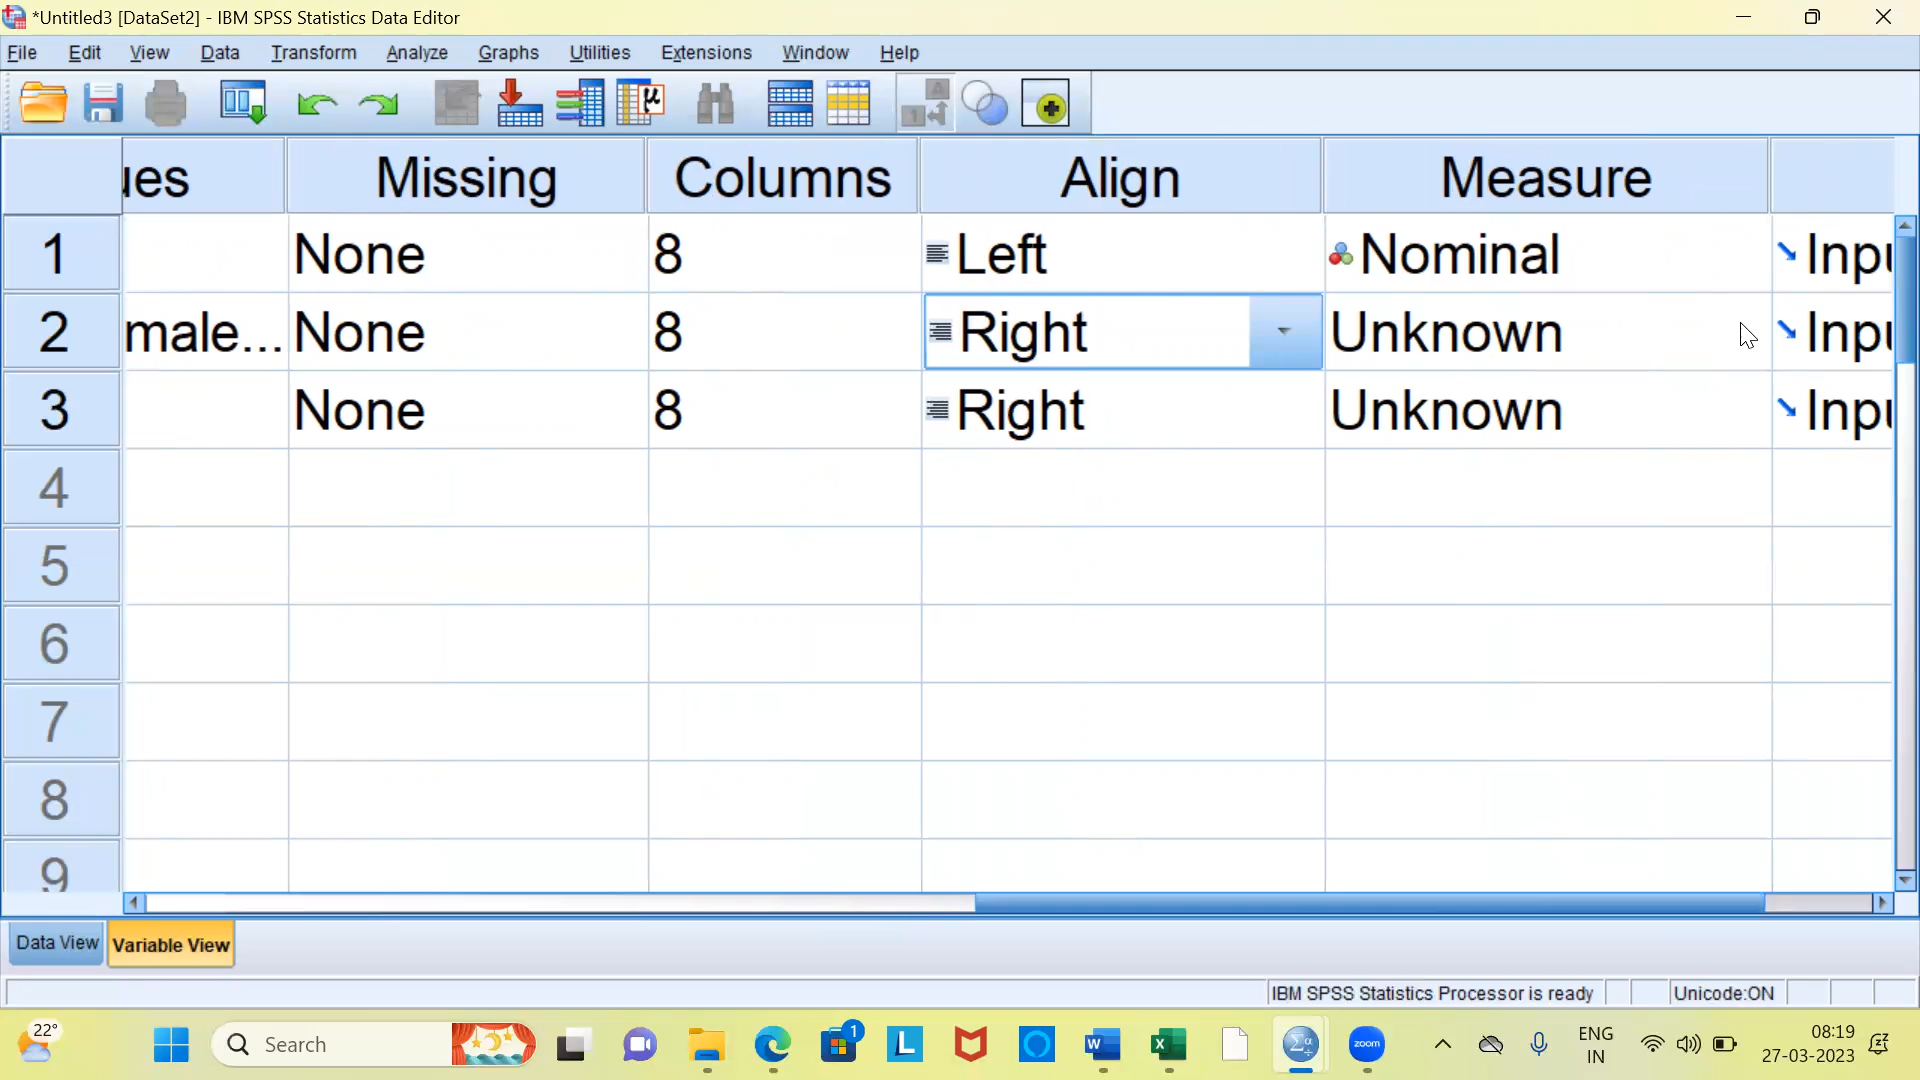 *Untitled3 [DataSet2] - IBM SPSS Statistics Data Editor
File Edit View Data Transform Analyze Graphs Utilities Extensions Window Help
ues Missing Columns Align Measure
1 None 8 Left Nominal Inpu
2 male... None 8 Right Unknown Inpu
3 None 8 Right Unknown Inpu
4
5
6
7
8
9
Data View Variable View
IBM SPSS Statistics Processor is ready Unicode:ON
22° Search 1 L W X zoom ENG 08:19
IN 27-03-2023